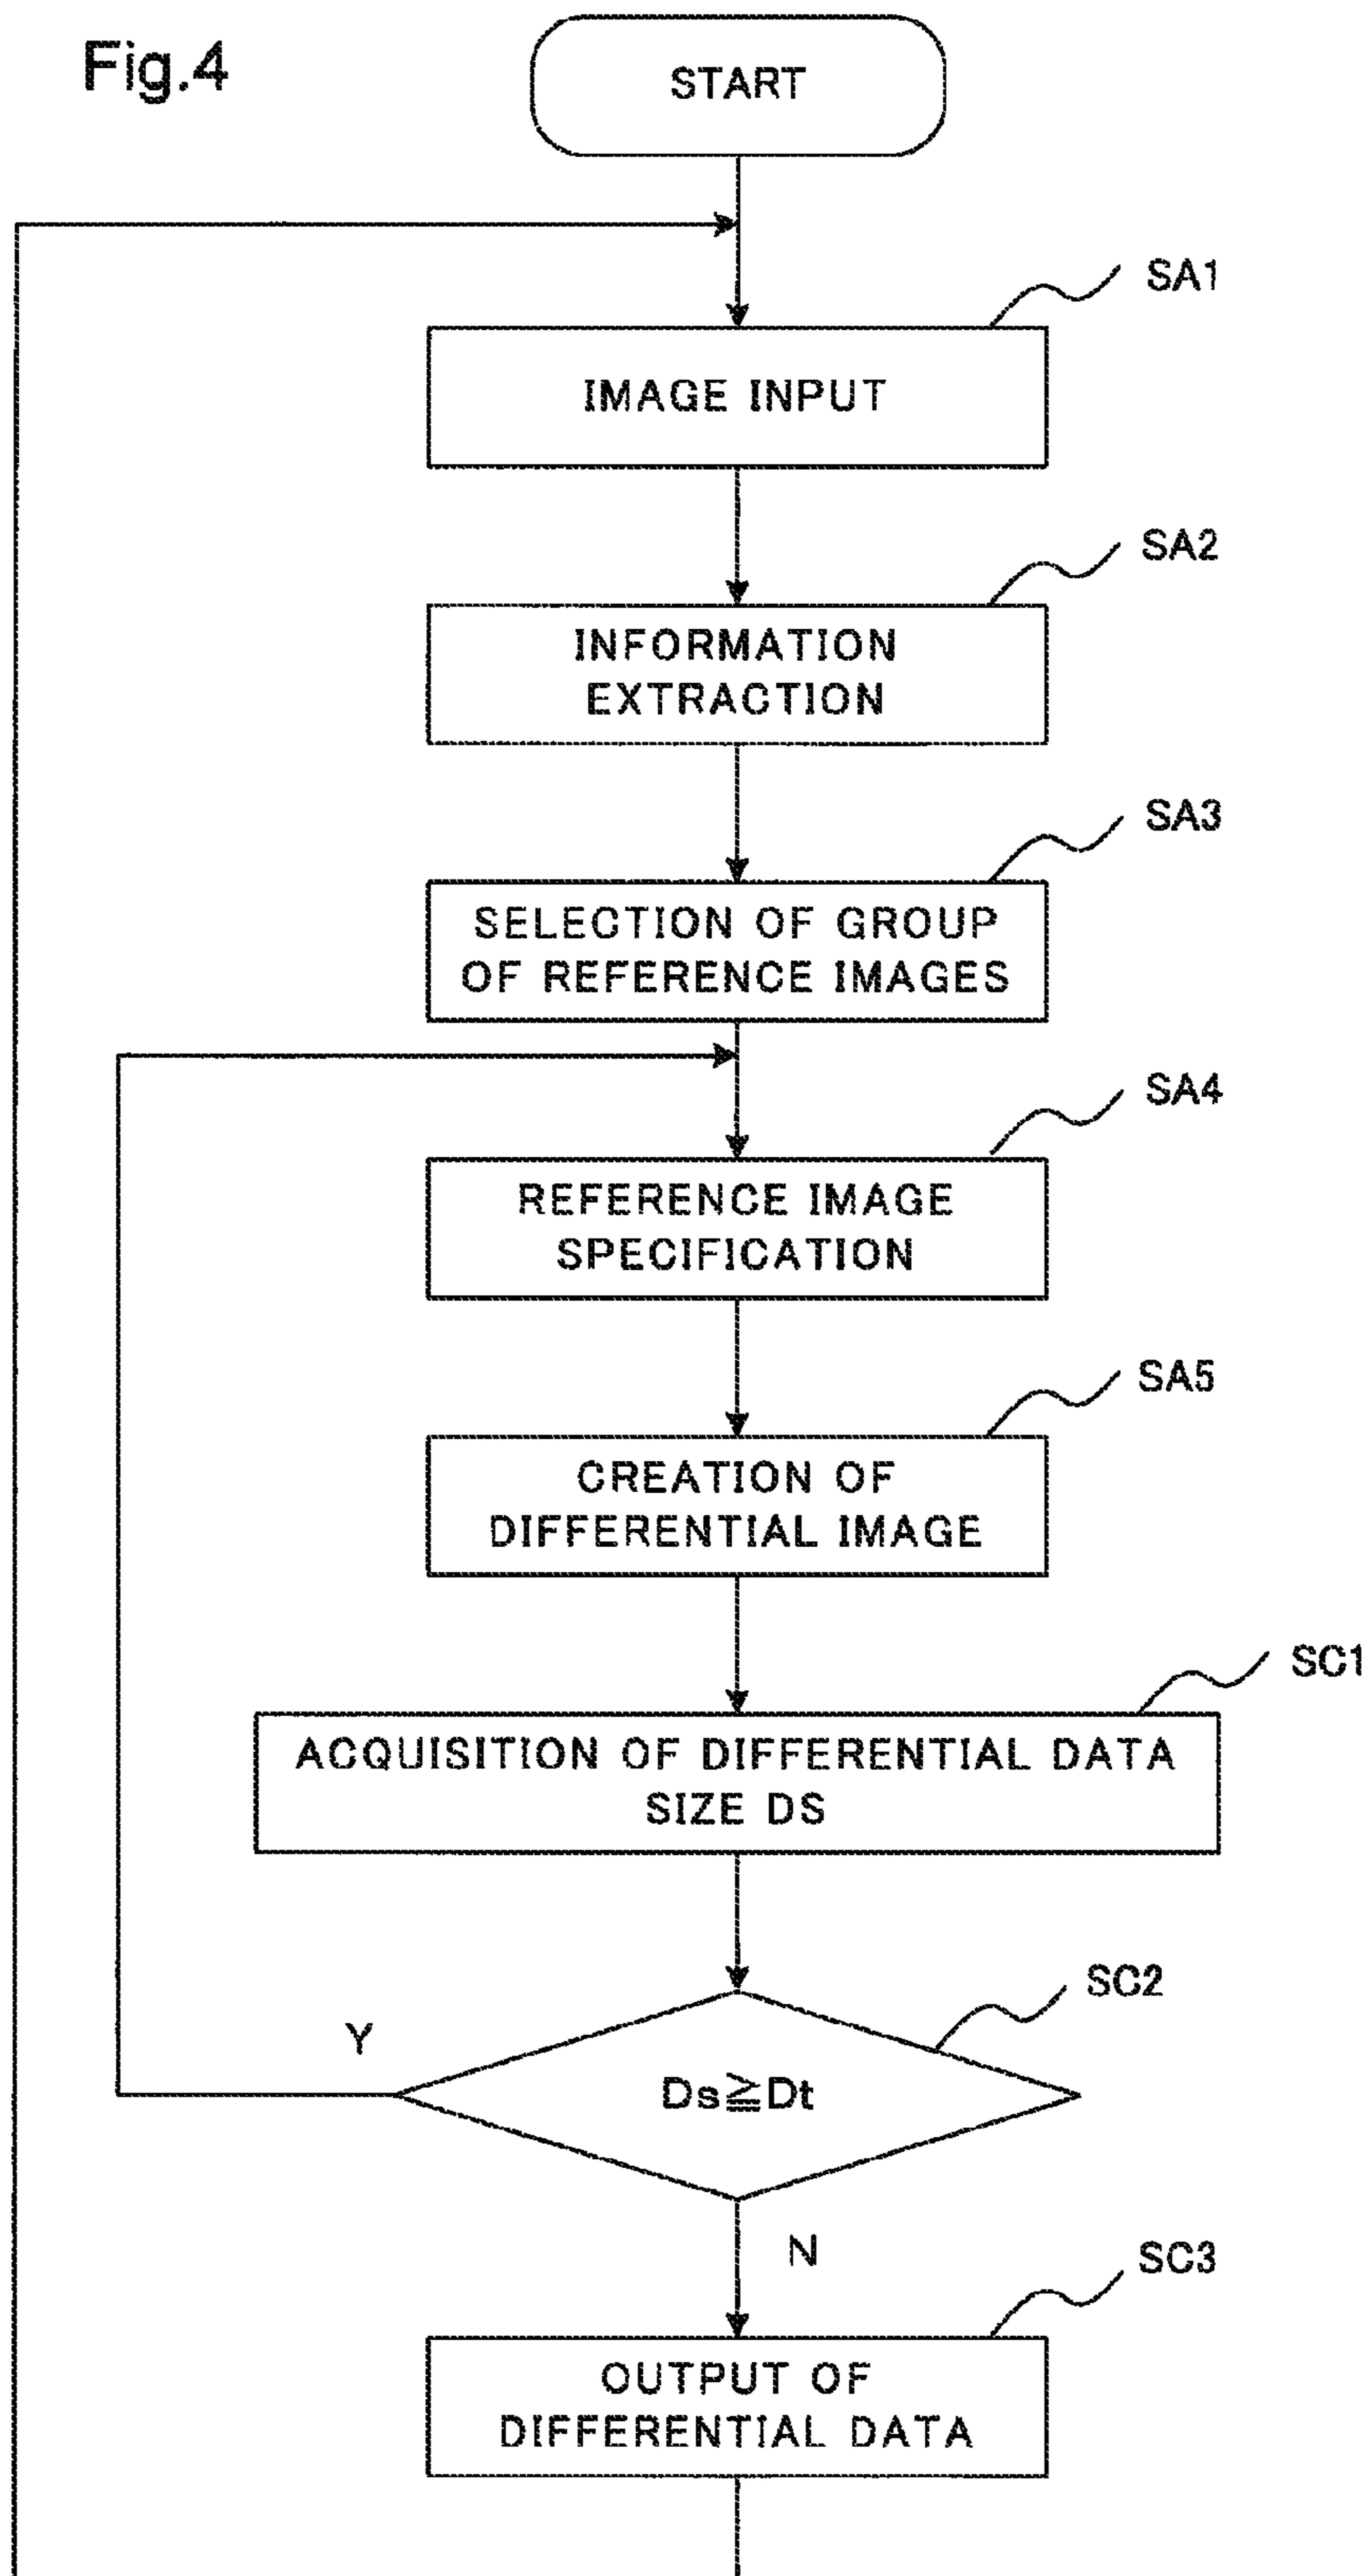 Fig.4
START
SA1
IMAGE INPUT
SA2
INFORMATION
EXTRACTION
SA3
SELECTION OF GROUP
OF REFERENCE IMAGES
SA4
REFERENCE IMAGE
SPECIFICATION
SA5
CREATION OF
DIFFERENTIAL IMAGE
SC1
ACQUISITION OF DIFFERENTIAL DATA
SIZE DS
SC2
Y
Ds≧Dt
N
SC3
OUTPUT OF
DIFFERENTIAL DATA